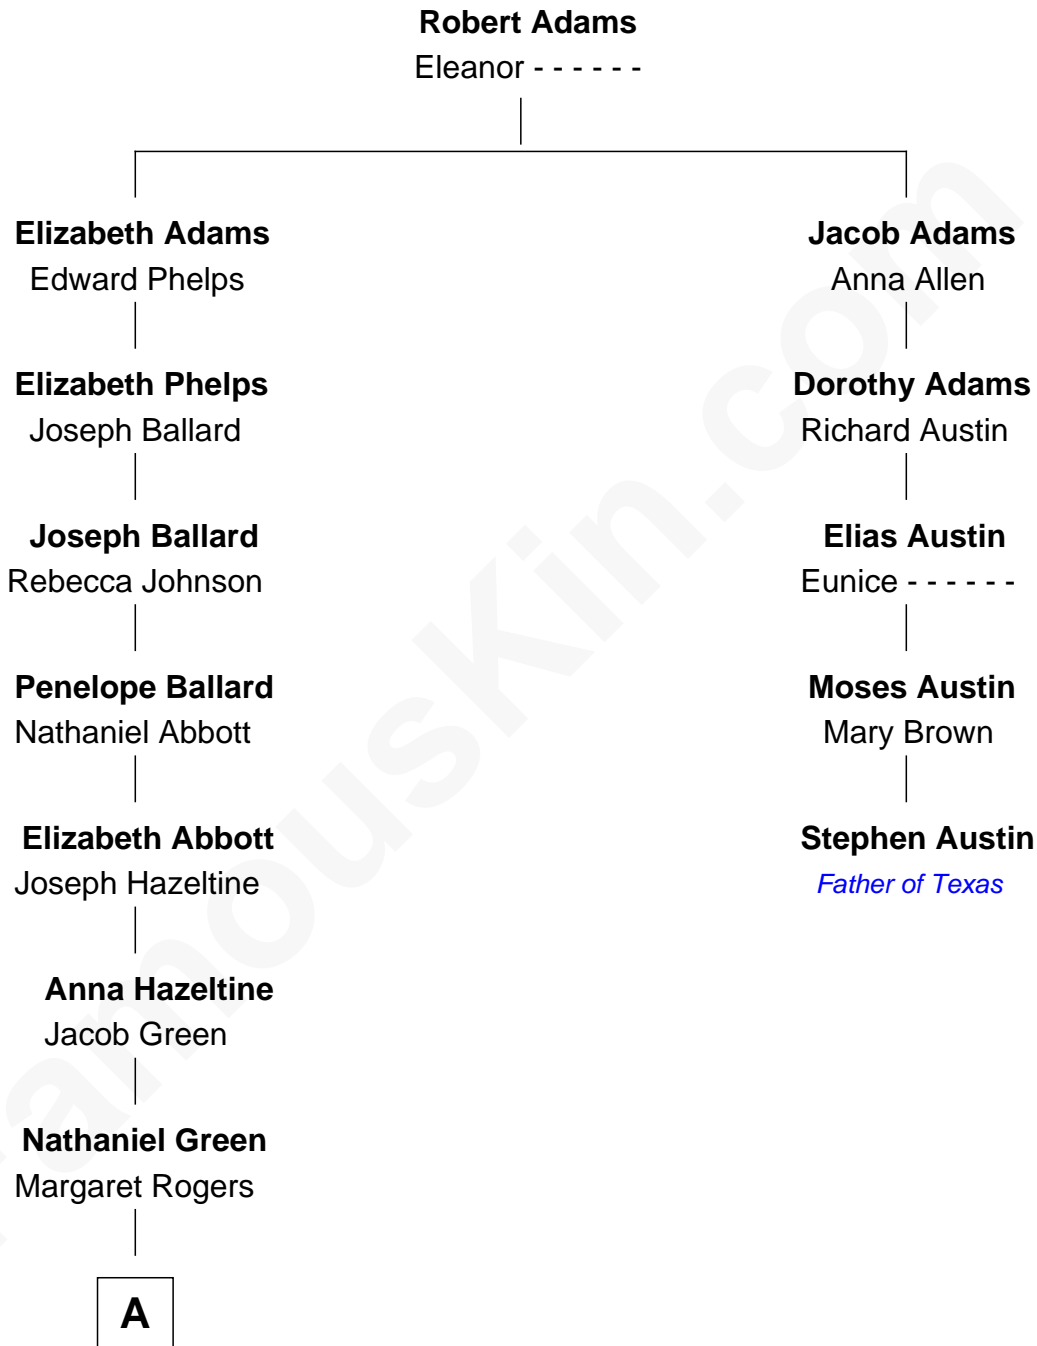 Robert Adams
Eleanor - - - - - -
Elizabeth Adams
Edward Phelps
Jacob Adams
Anna Allen
Elizabeth Phelps
Joseph Ballard
Dorothy Adams
Richard Austin
Joseph Ballard
Rebecca Johnson
Elias Austin
Eunice - - - - - -
Penelope Ballard
Nathaniel Abbott
Moses Austin
Mary Brown
Elizabeth Abbott
Joseph Hazeltine
Stephen Austin
Father of Texas
Anna Hazeltine
Jacob Green
Nathaniel Green
Margaret Rogers
A
FamousKin.com